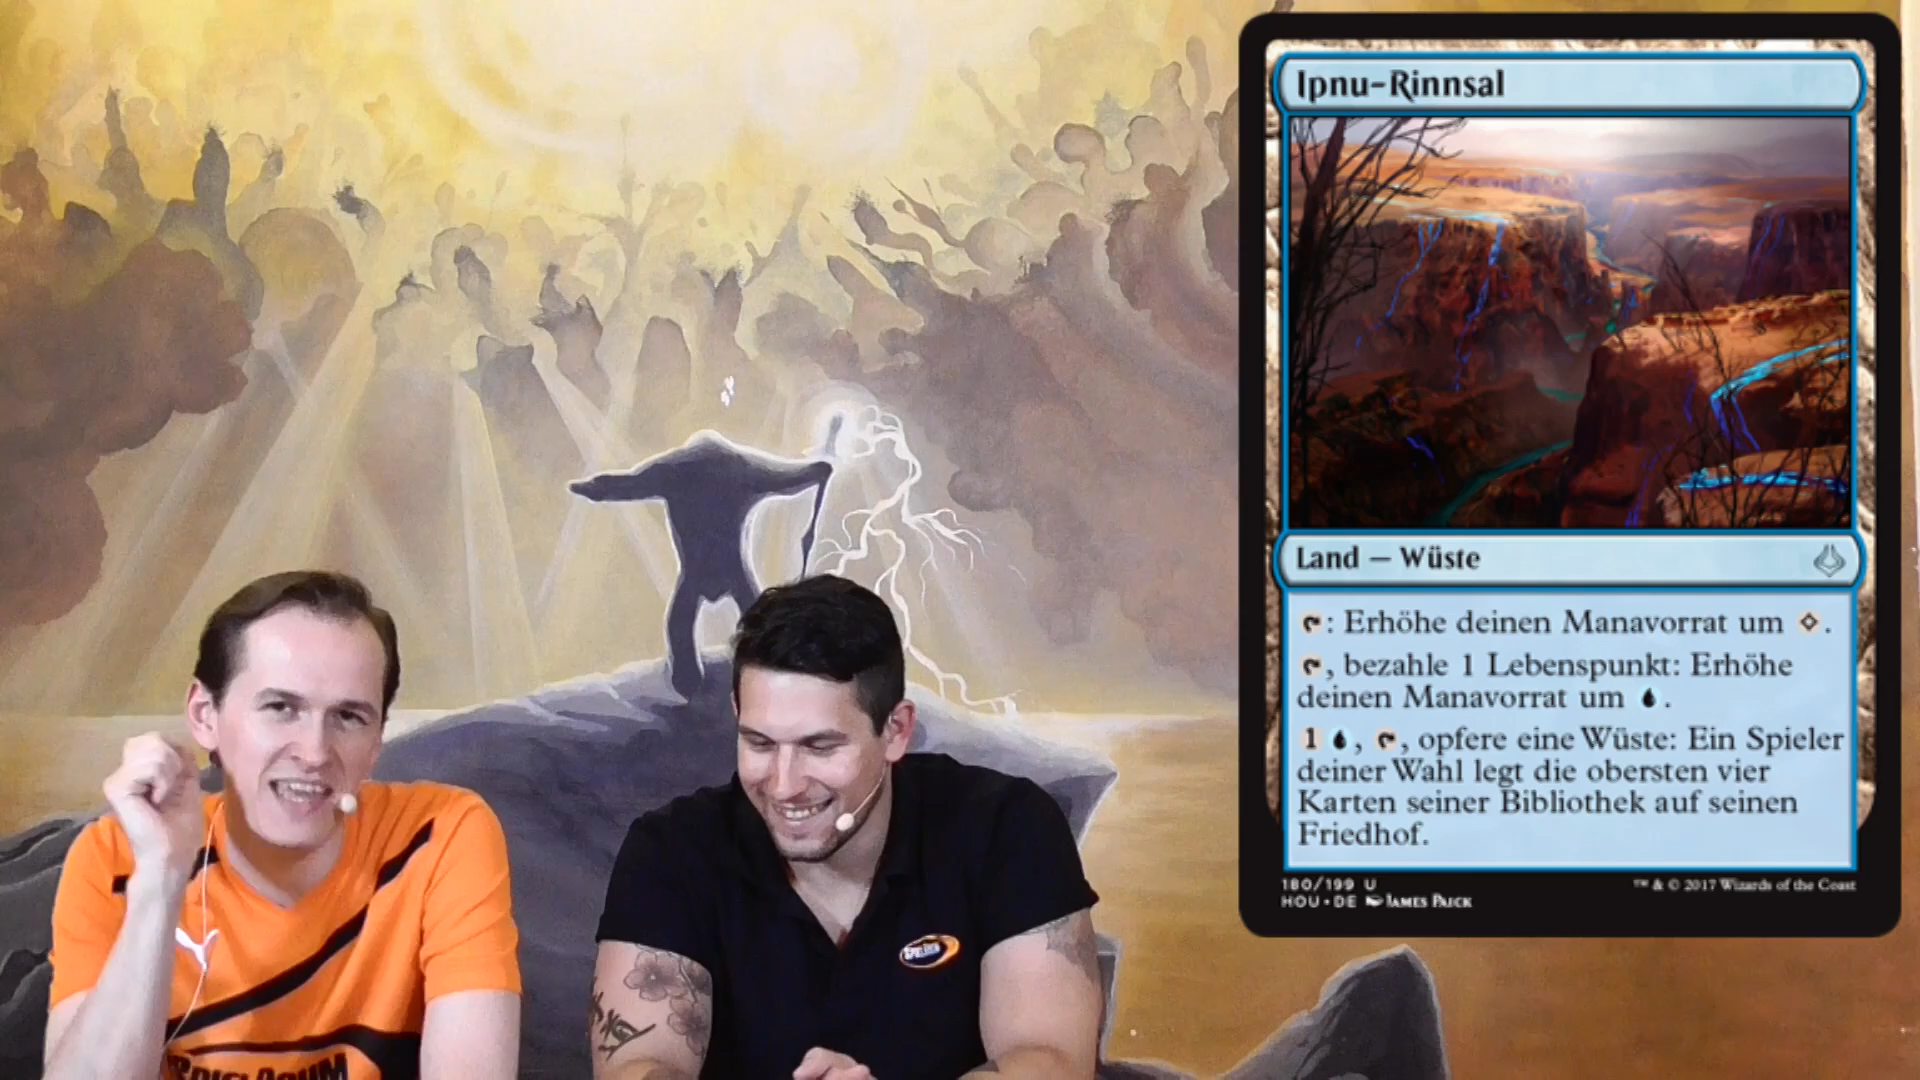 Ipnu-Rinnsal
Land — Wüste
: Erhöhe deinen Manavorrat um .
, bezahle 1 Lebenspunkt: Erhöhe
deinen Manavorrat um .
1 , , opfere eine Wüste: Ein Spieler
deiner Wahl legt die obersten vier
Karten seiner Bibliothek auf seinen
Friedhof.
180/199 U
™ & © 2017 Wizards of the Coast
HOU • DE James Paick